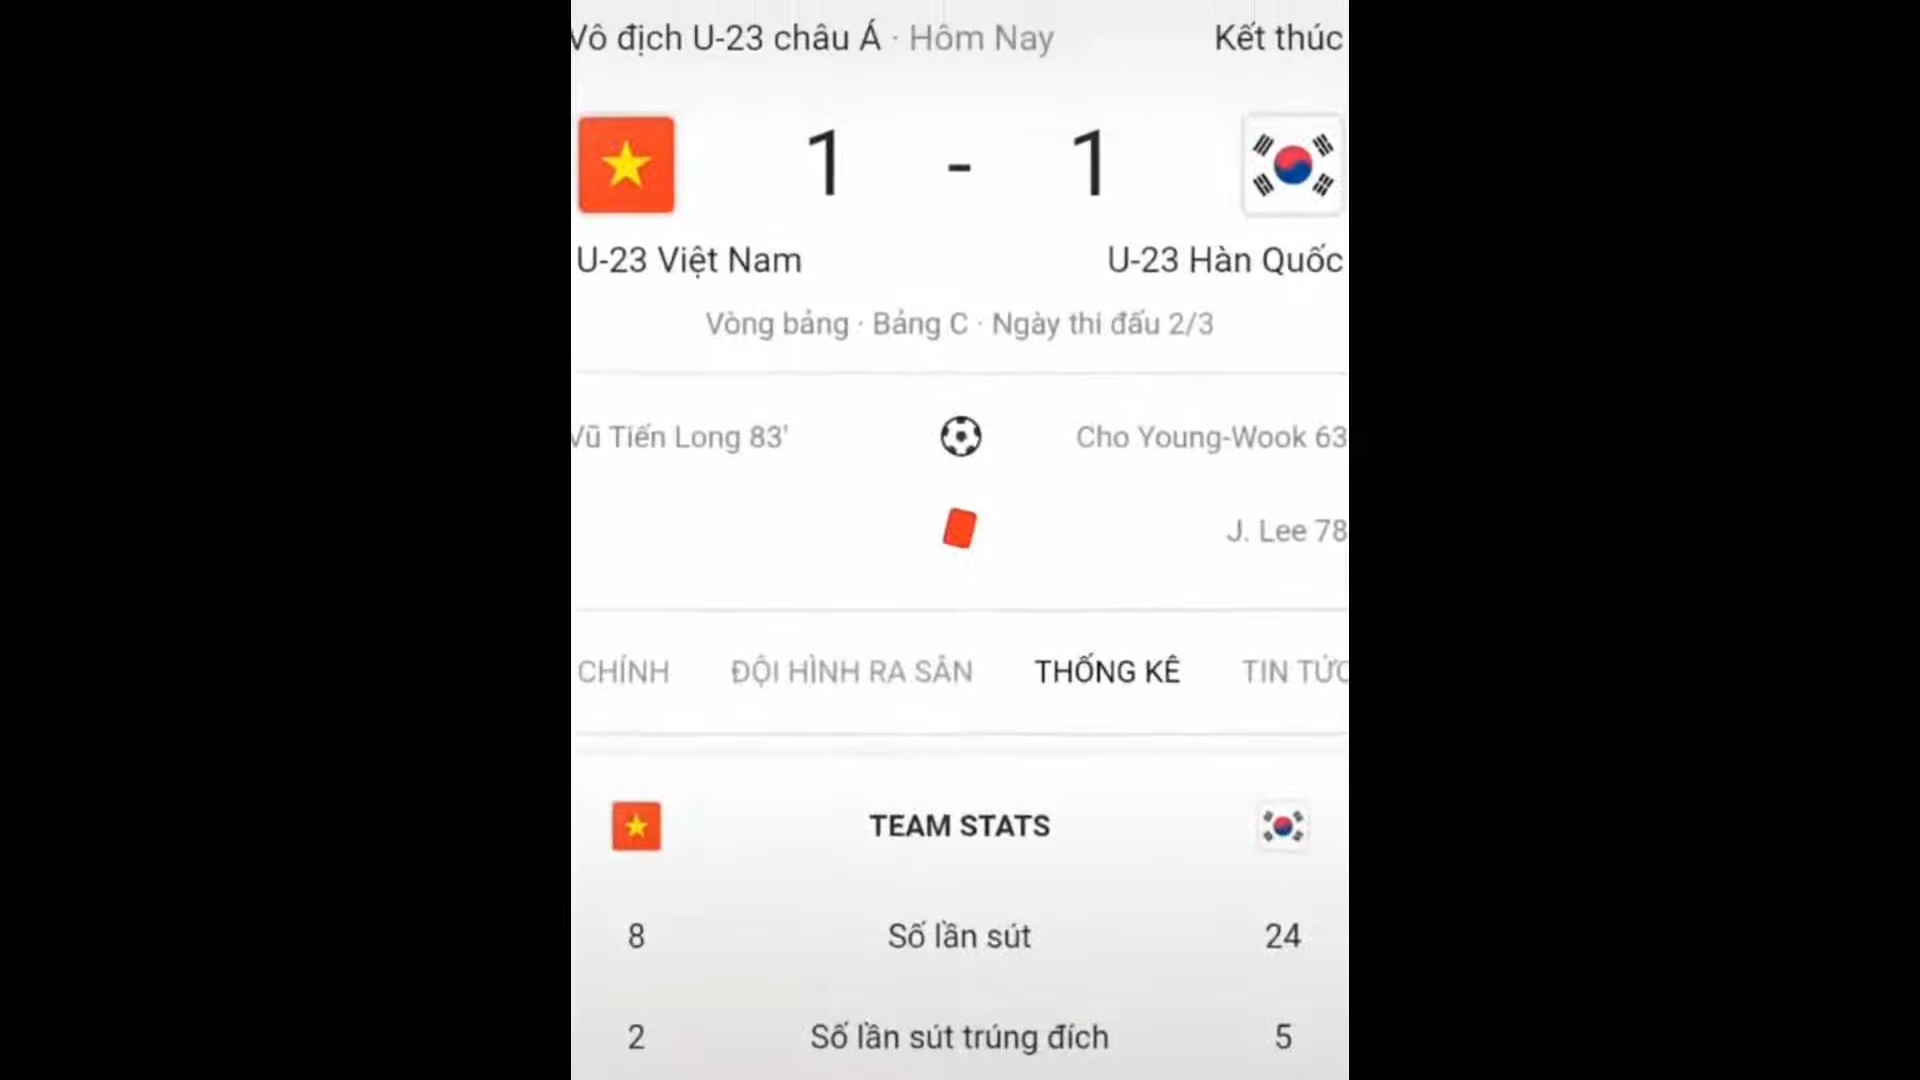 Vô địch U-23 châu Á · Hôm Nay Kết thúc
1 - 1
U-23 Việt Nam U-23 Hàn Quốc
Vòng bảng · Bảng C · Ngày thi đấu 2/3
Vũ Tiến Long 83' Cho Young-Wook 63
J. Lee 78
CHÍNH ĐỘI HÌNH RA SÂN THỐNG KÊ TIN TỨC
TEAM STATS
8 Số lần sút 24
2 Số lần sút trúng đích 5